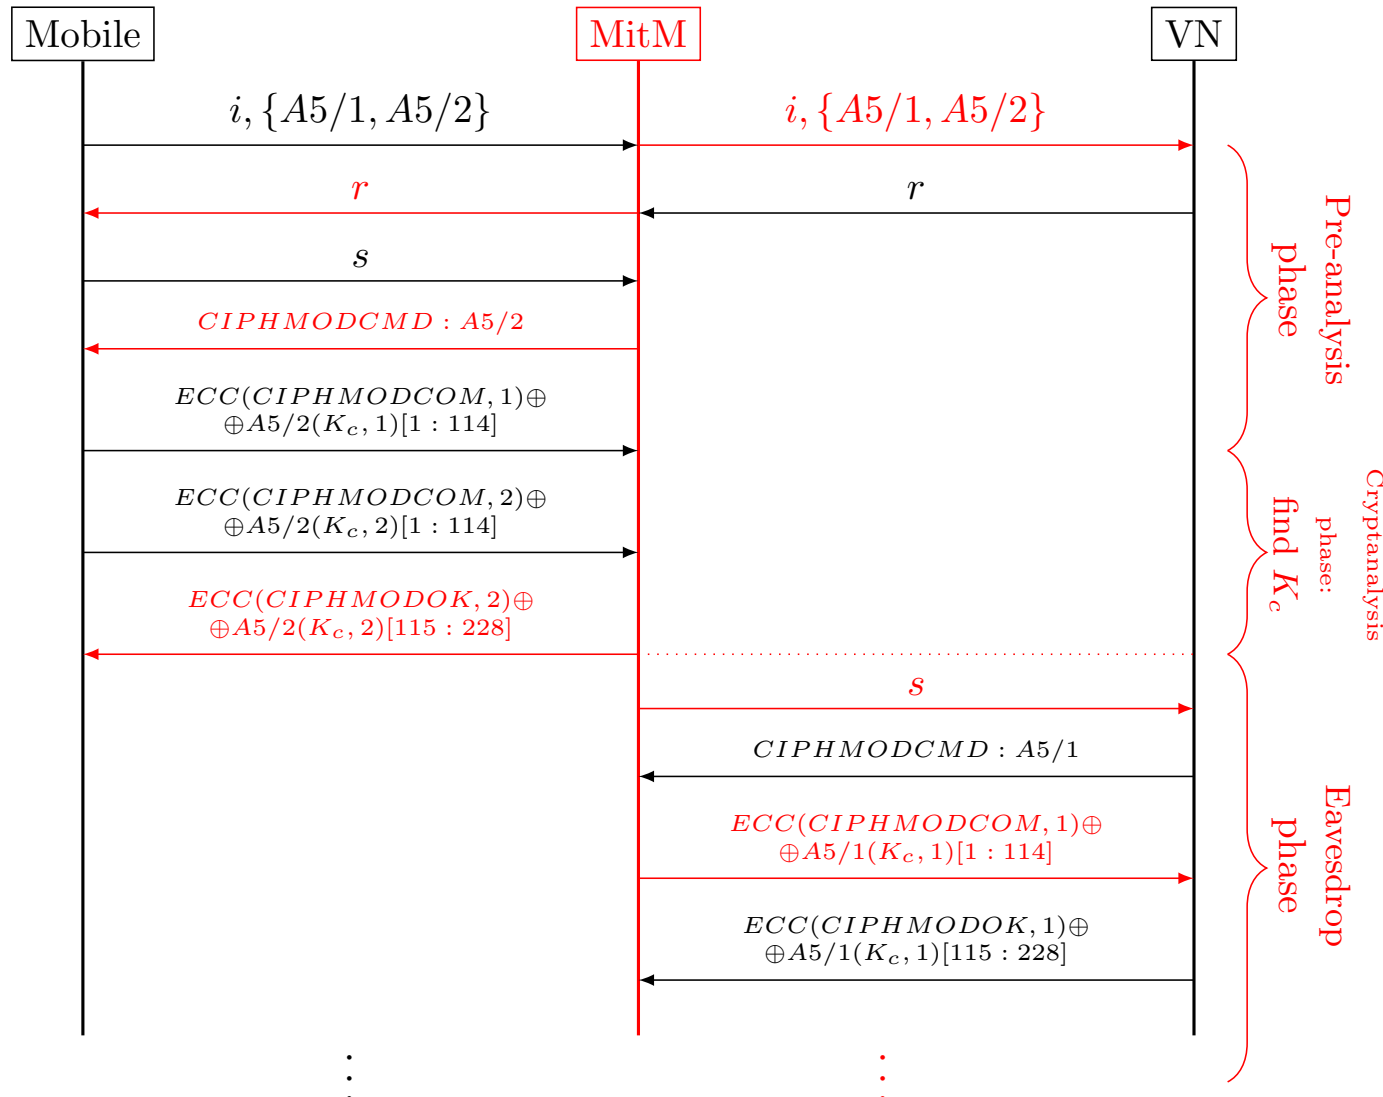 Mobile
MitM
VN
i, {A5/1, A5/2}
i, {A5/1, A5/2}
r
r
s
CIPHMODCMD : A5/2
ECC(CIPHMODCOM, 1)⊕
⊕A5/2(K_c, 1)[1 : 114]
ECC(CIPHMODCOM, 2)⊕
⊕A5/2(K_c, 2)[1 : 114]
ECC(CIPHMODOK, 2)⊕
⊕A5/2(K_c, 2)[115 : 228]
s
CIPHMODCMD : A5/1
ECC(CIPHMODCOM, 1)⊕
⊕A5/1(K_c, 1)[1 : 114]
ECC(CIPHMODOK, 1)⊕
⊕A5/1(K_c, 1)[115 : 228]
Pre-analysis
phase
Cryptanalysis
phase:
find K_c
Eavesdrop
phase